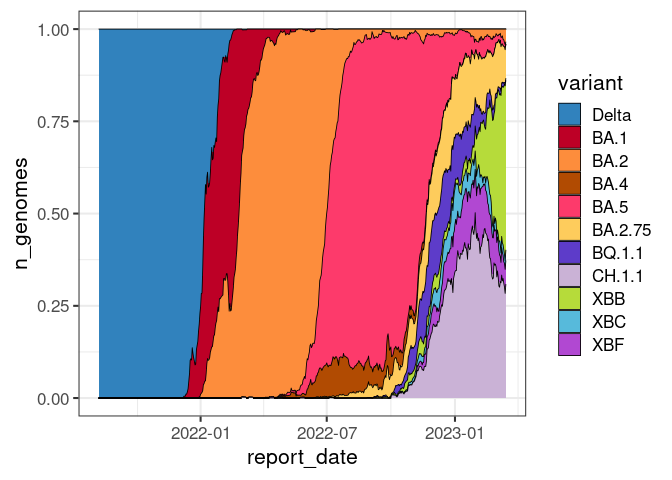 1.00
0.75
0.50
0.25
0.00
n_genomes
2022-01
2022-07
2023-01
report_date
variant
Delta
BA.1
BA.2
BA.4
BA.5
BA.2.75
BQ.1.1
CH.1.1
XBB
XBC
XBF